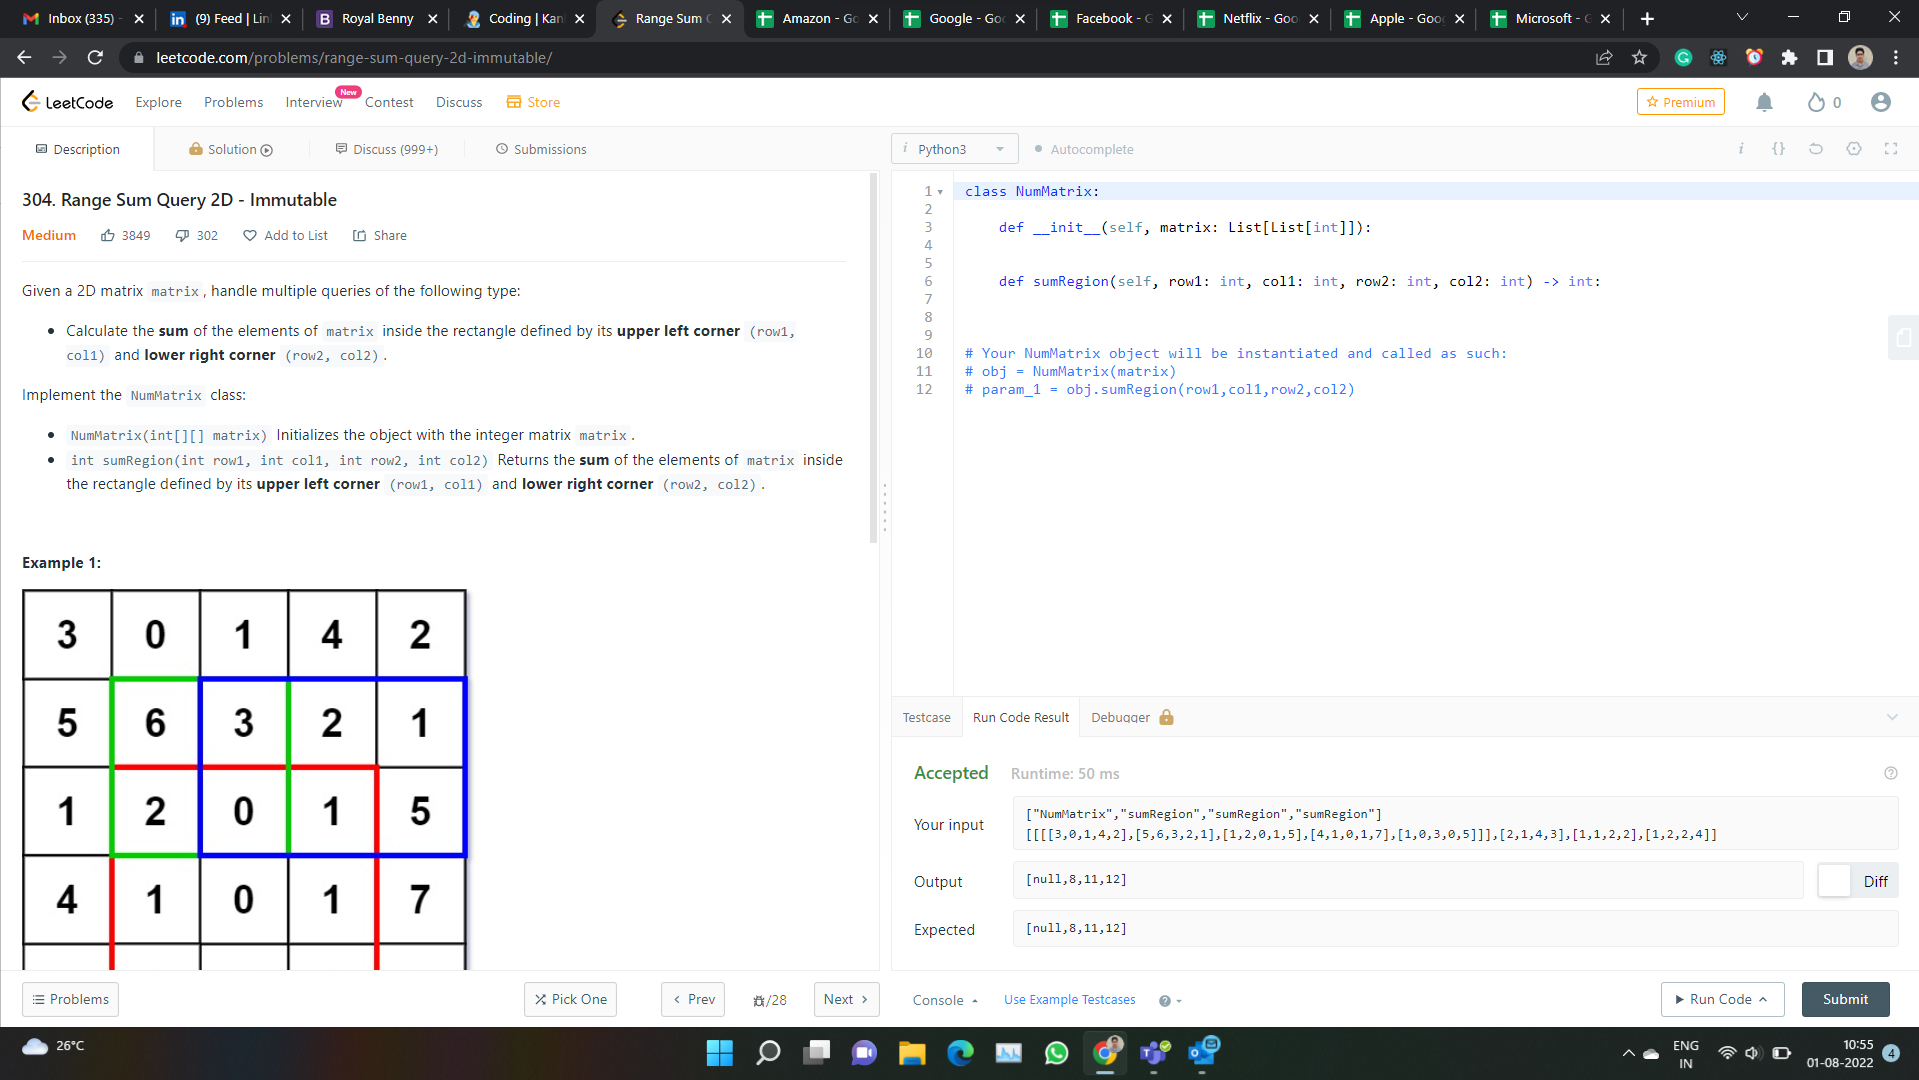 Inbox (335) -
(9) Feed | Lin
Royal Benny
Coding | Kan
Range Sum
Amazon - Go
Google - Goo
Facebook - G
Netflix - Goo
Apple - Goog
Microsoft - G
leetcode.com/problems/range-sum-query-2d-immutable/
LeetCode
Explore
Problems
Interview
New
Contest
Discuss
Store
Premium
0
Description
Solution
Discuss (999+)
Submissions
304. Range Sum Query 2D - Immutable
Medium
3849
302
Add to List
Share
Given a 2D matrix matrix, handle multiple queries of the following type:
Calculate the sum of the elements of matrix inside the rectangle defined by its upper left corner (row1,
col1) and lower right corner (row2, col2).
Implement the NumMatrix class:
NumMatrix(int[][] matrix) Initializes the object with the integer matrix matrix.
int sumRegion(int row1, int col1, int row2, int col2) Returns the sum of the elements of matrix inside
the rectangle defined by its upper left corner (row1, col1) and lower right corner (row2, col2).
Example 1:
3 0 1 4 2
5 6 3 2 1
1 2 0 1 5
4 1 0 1 7
Problems
Pick One
Prev
/28
Next
i Python3
Autocomplete
i {}
1 class NumMatrix:
2
3 def __init__(self, matrix: List[List[int]]):
4
5
6 def sumRegion(self, row1: int, col1: int, row2: int, col2: int) -> int:
7
8
9
10 # Your NumMatrix object will be instantiated and called as such:
11 # obj = NumMatrix(matrix)
12 # param_1 = obj.sumRegion(row1,col1,row2,col2)
Testcase
Run Code Result
Debugger
Accepted
Runtime: 50 ms
Your input
["NumMatrix","sumRegion","sumRegion","sumRegion"]
[[[[3,0,1,4,2],[5,6,3,2,1],[1,2,0,1,5],[4,1,0,1,7],[1,0,3,0,5]]],[2,1,4,3],[1,1,2,2],[1,2,2,4]]
Output
[null,8,11,12]
Diff
Expected
[null,8,11,12]
Console
Use Example Testcases
Run Code
Submit
26°C
ENG
IN
10:55
01-08-2022
4